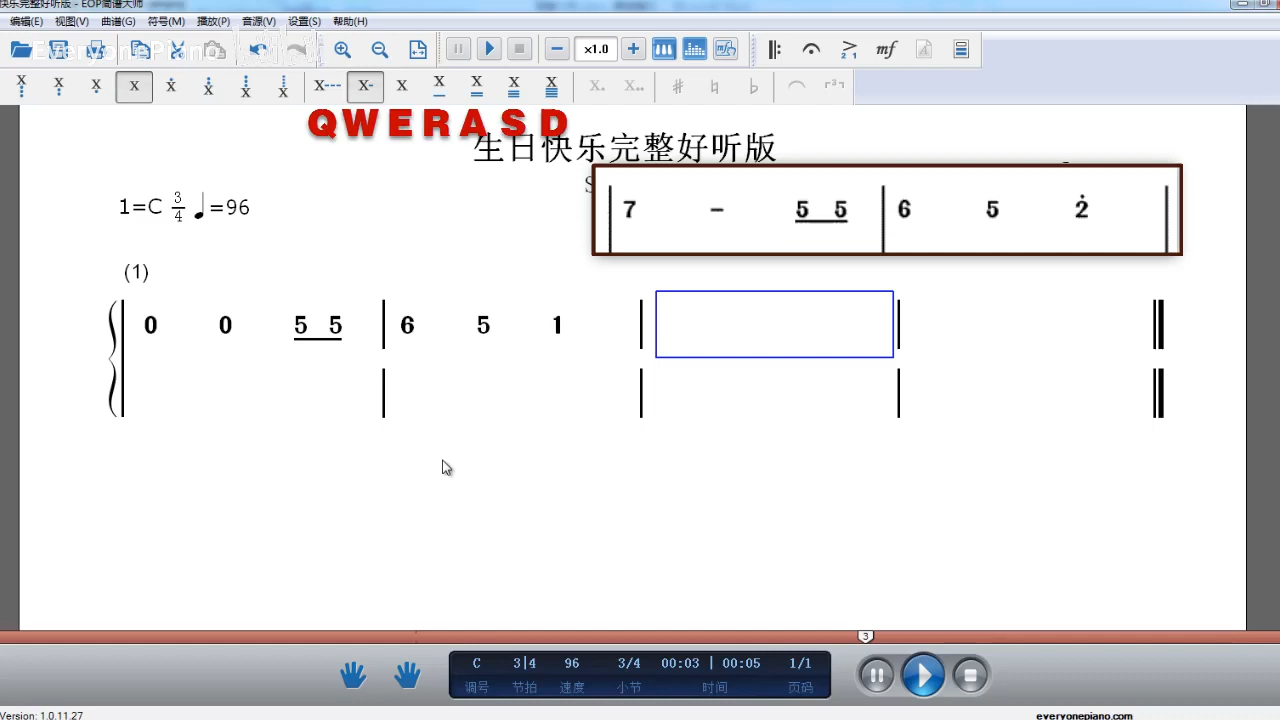 快乐完整好听版 - EOP简谱大师
编辑(E) 视图(V) 曲谱(G) 符号(M) 播放(P) 音源(V) 设置(S) 帮助(H)
EveryonePiano
x1.0
mf
X X X X X X X X X--- X- X X X X X X. X..
QWERASD
生日快乐完整好听版
1=C 3/4 ♩=96
7 - 5 5 6 5 2
(1)
0 0 5 5 6 5 1
3
C 3|4 96 3/4 00:03 | 00:05 1/1
调号 节拍 速度 小节 时间 页码
Version: 1.0.11.27
everyonepiano.com